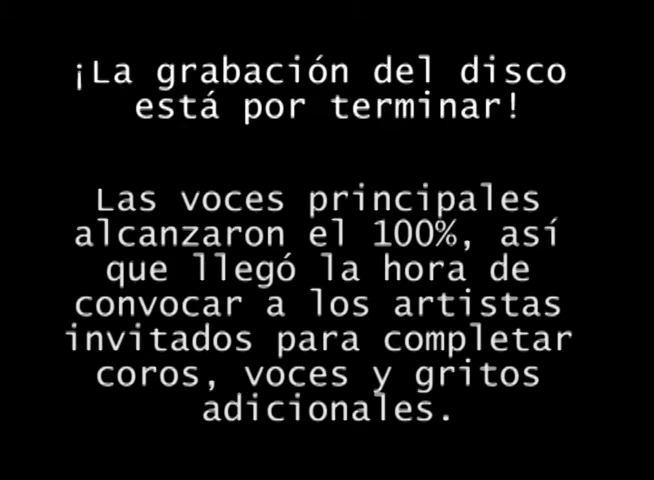 ¡La grabación del disco
está por terminar!
Las voces principales
alcanzaron el 100%, así
que llegó la hora de
convocar a los artistas
invitados para completar
coros, voces y gritos
adicionales.